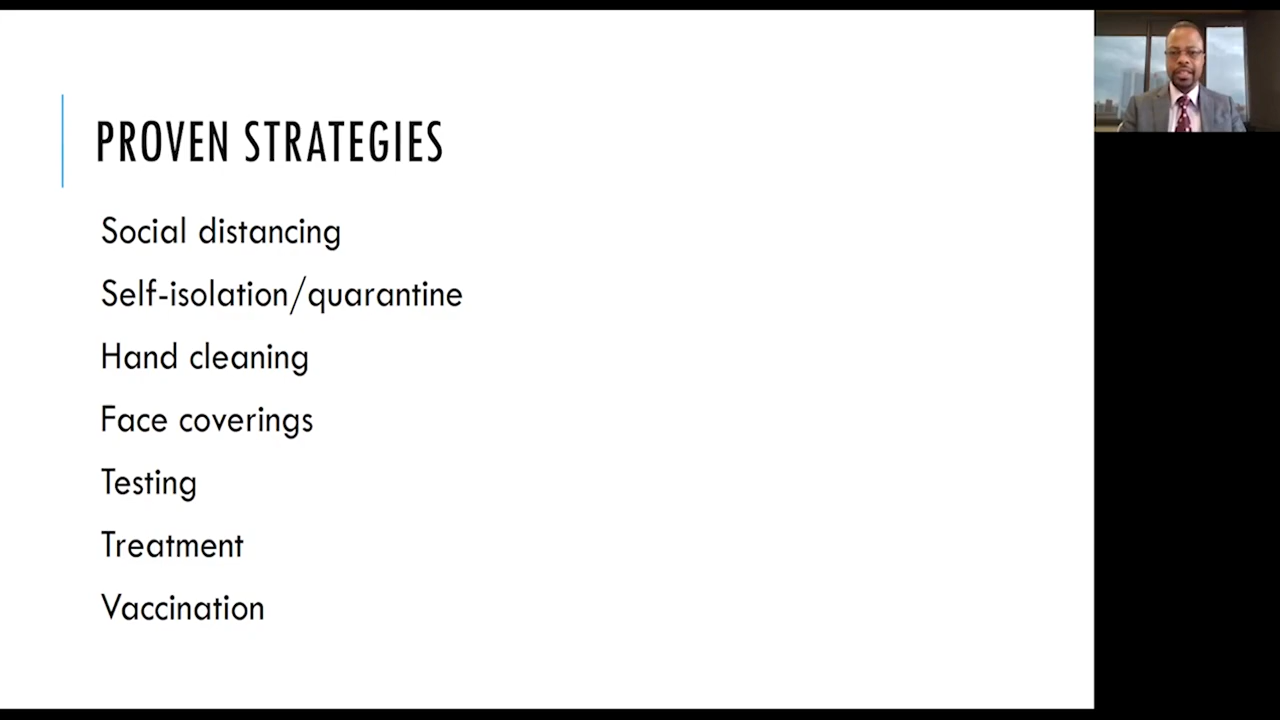 PROVEN STRATEGIES
Social distancing
Self-isolation/quarantine
Hand cleaning
Face coverings
Testing
Treatment
Vaccination